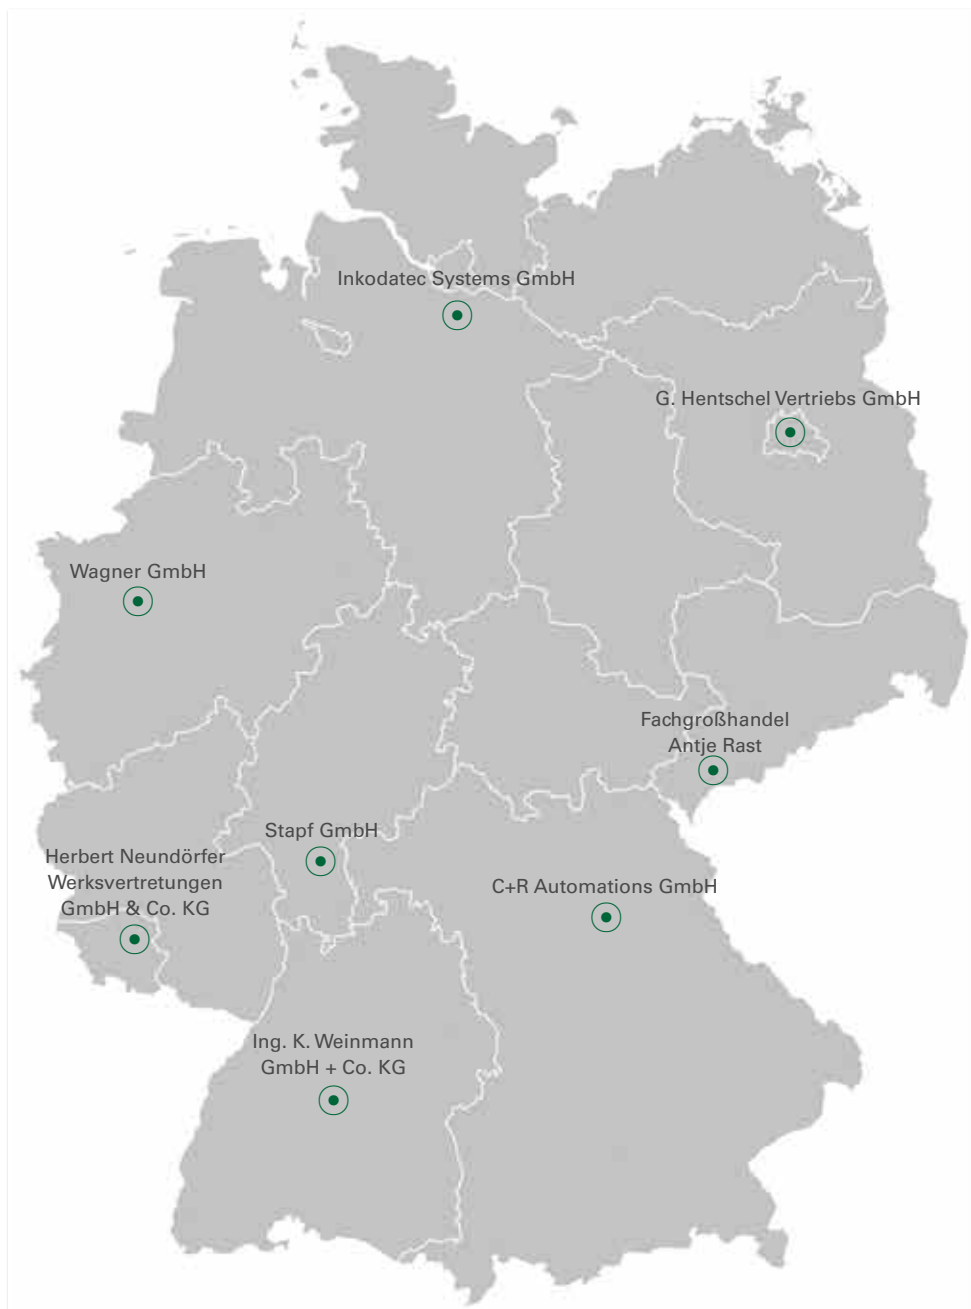 Inkodatec Systems GmbH
G. Hentschel Vertriebs GmbH
Wagner GmbH
Fachgroßhandel
Antje Rast
Stapf GmbH
Herbert Neundörfer
Werksvertretungen
GmbH & Co. KG
C+R Automations GmbH
Ing. K. Weinmann
GmbH + Co. KG